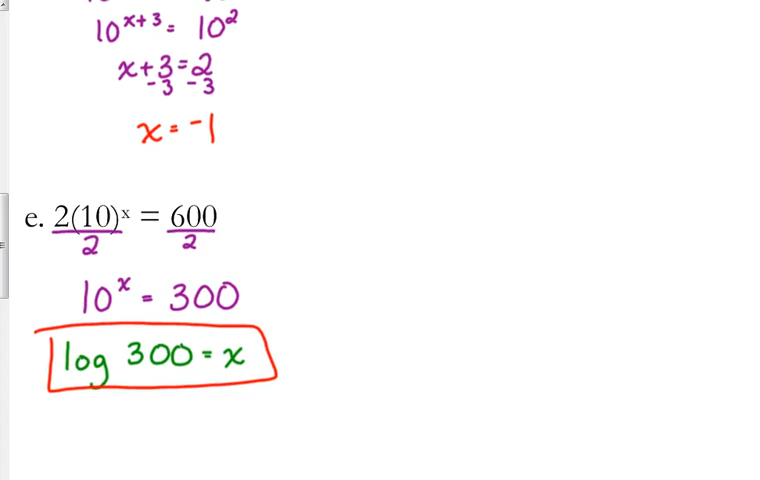 10^{x+3} = 10^2
x+3=2
-3 -3
x = -1
e. 2(10)^x = 600
2 2
10^x = 300
log 300 = x